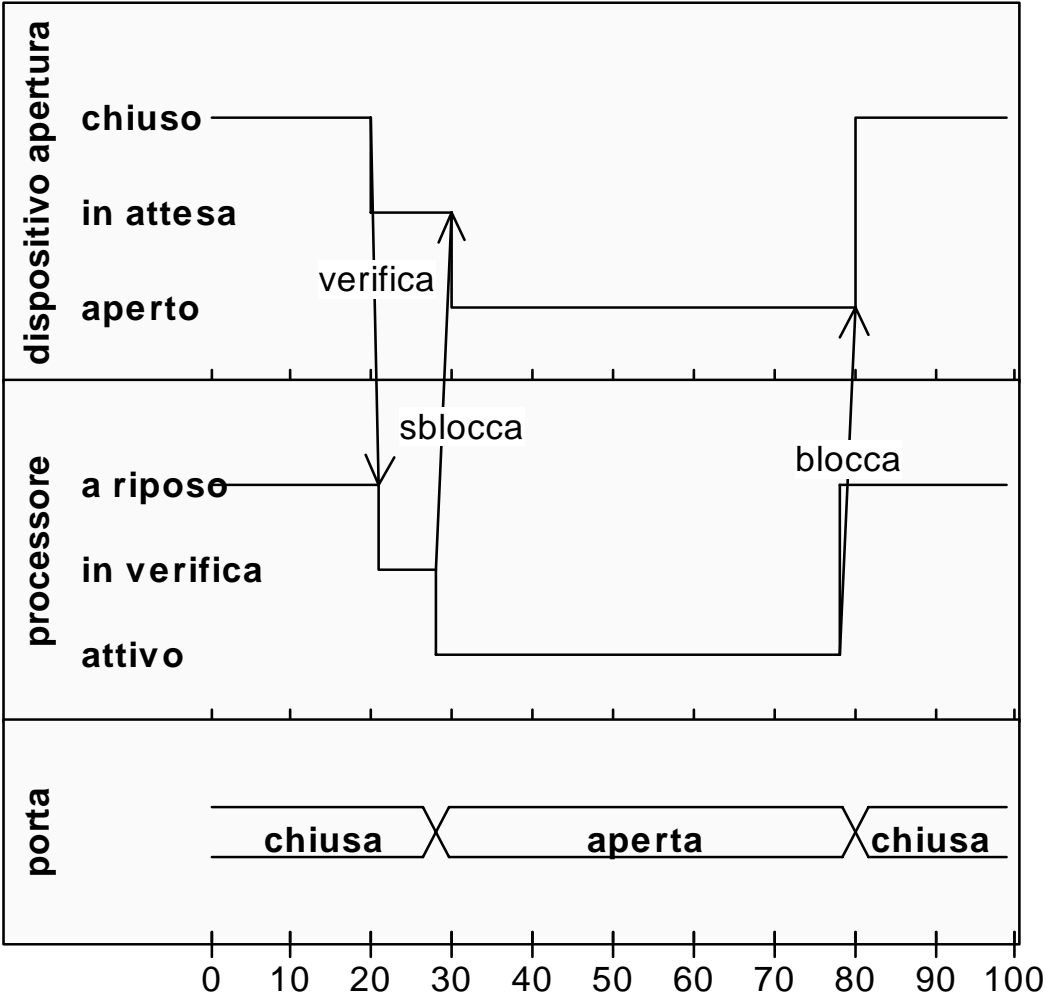 dispositivo apertura
chiuso
in attesa
verifica
aperto
processore
sblocca
blocca
a riposo
in verifica
attivo
porta
chiusa aperta chiusa
0 10 20 30 40 50 60 70 80 90 100